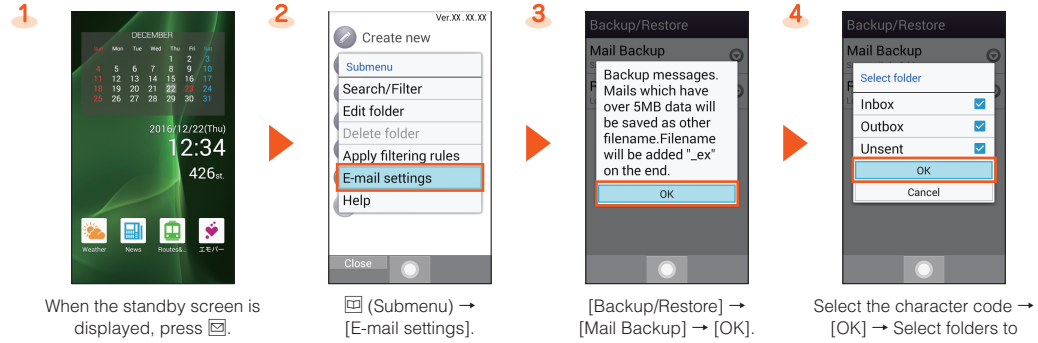 1
DECEMBER
Sun Mon Tue Wed Thu Fri Sat
1 2 3
4 5 6 7 8 9 10
11 12 13 14 15 16 17
18 19 20 21 22 23 24
25 26 27 28 29 30 31
2016/12/22(Thu)
12:34
426st.
Weather News Routes&... エモパー
When the standby screen is
displayed, press ✉.
2
Ver.XX.XX.XX
Create new
Submenu
Search/Filter
Edit folder
Delete folder
Apply filtering rules
E-mail settings
Help
Close
(Submenu) →
[E-mail settings].
3
Backup/Restore
Mail Backup
Backup messages.
Mails which have
over 5MB data will
be saved as other
filename.Filename
will be added "_ex"
on the end.
OK
[Backup/Restore] →
[Mail Backup] → [OK].
4
Backup/Restore
Mail Backup
Select folder
Inbox
Outbox
Unsent
OK
Cancel
Select the character code →
[OK] → Select folders to